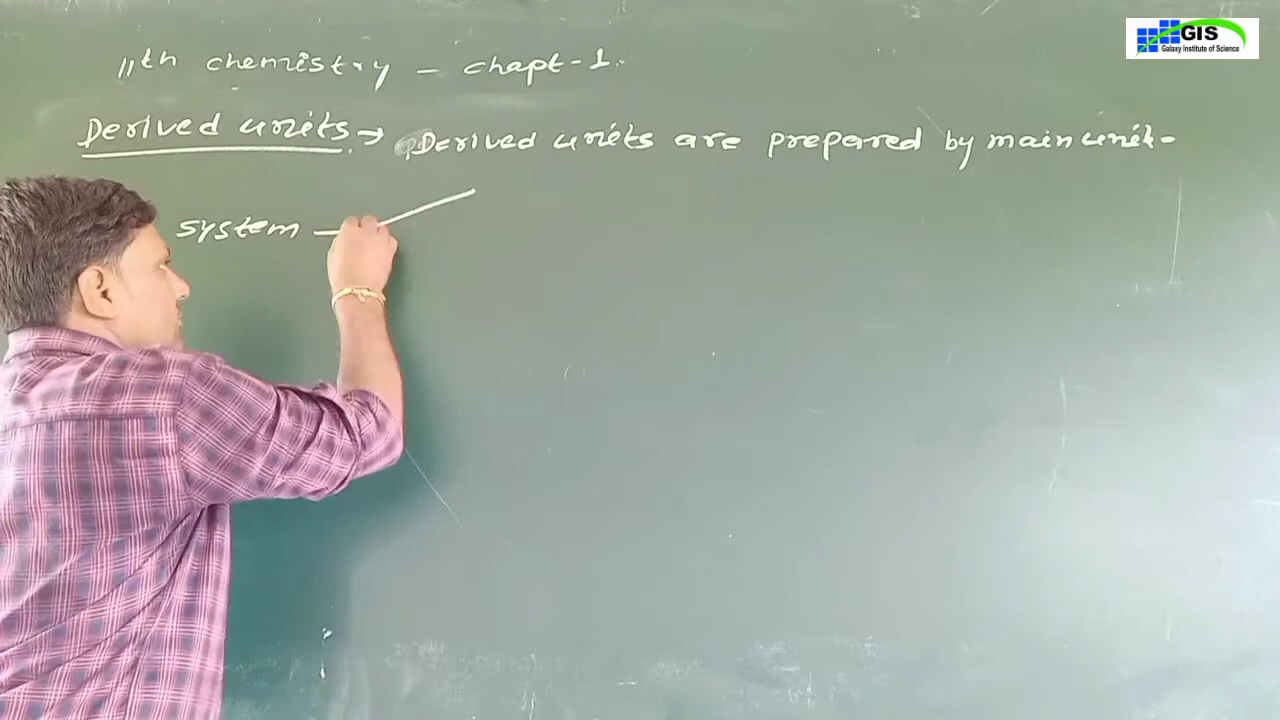 GIS
Galaxy Institute of Science
11th chemistry - chapt-1.
Derived units → Derived units are prepared by main unit-
system -